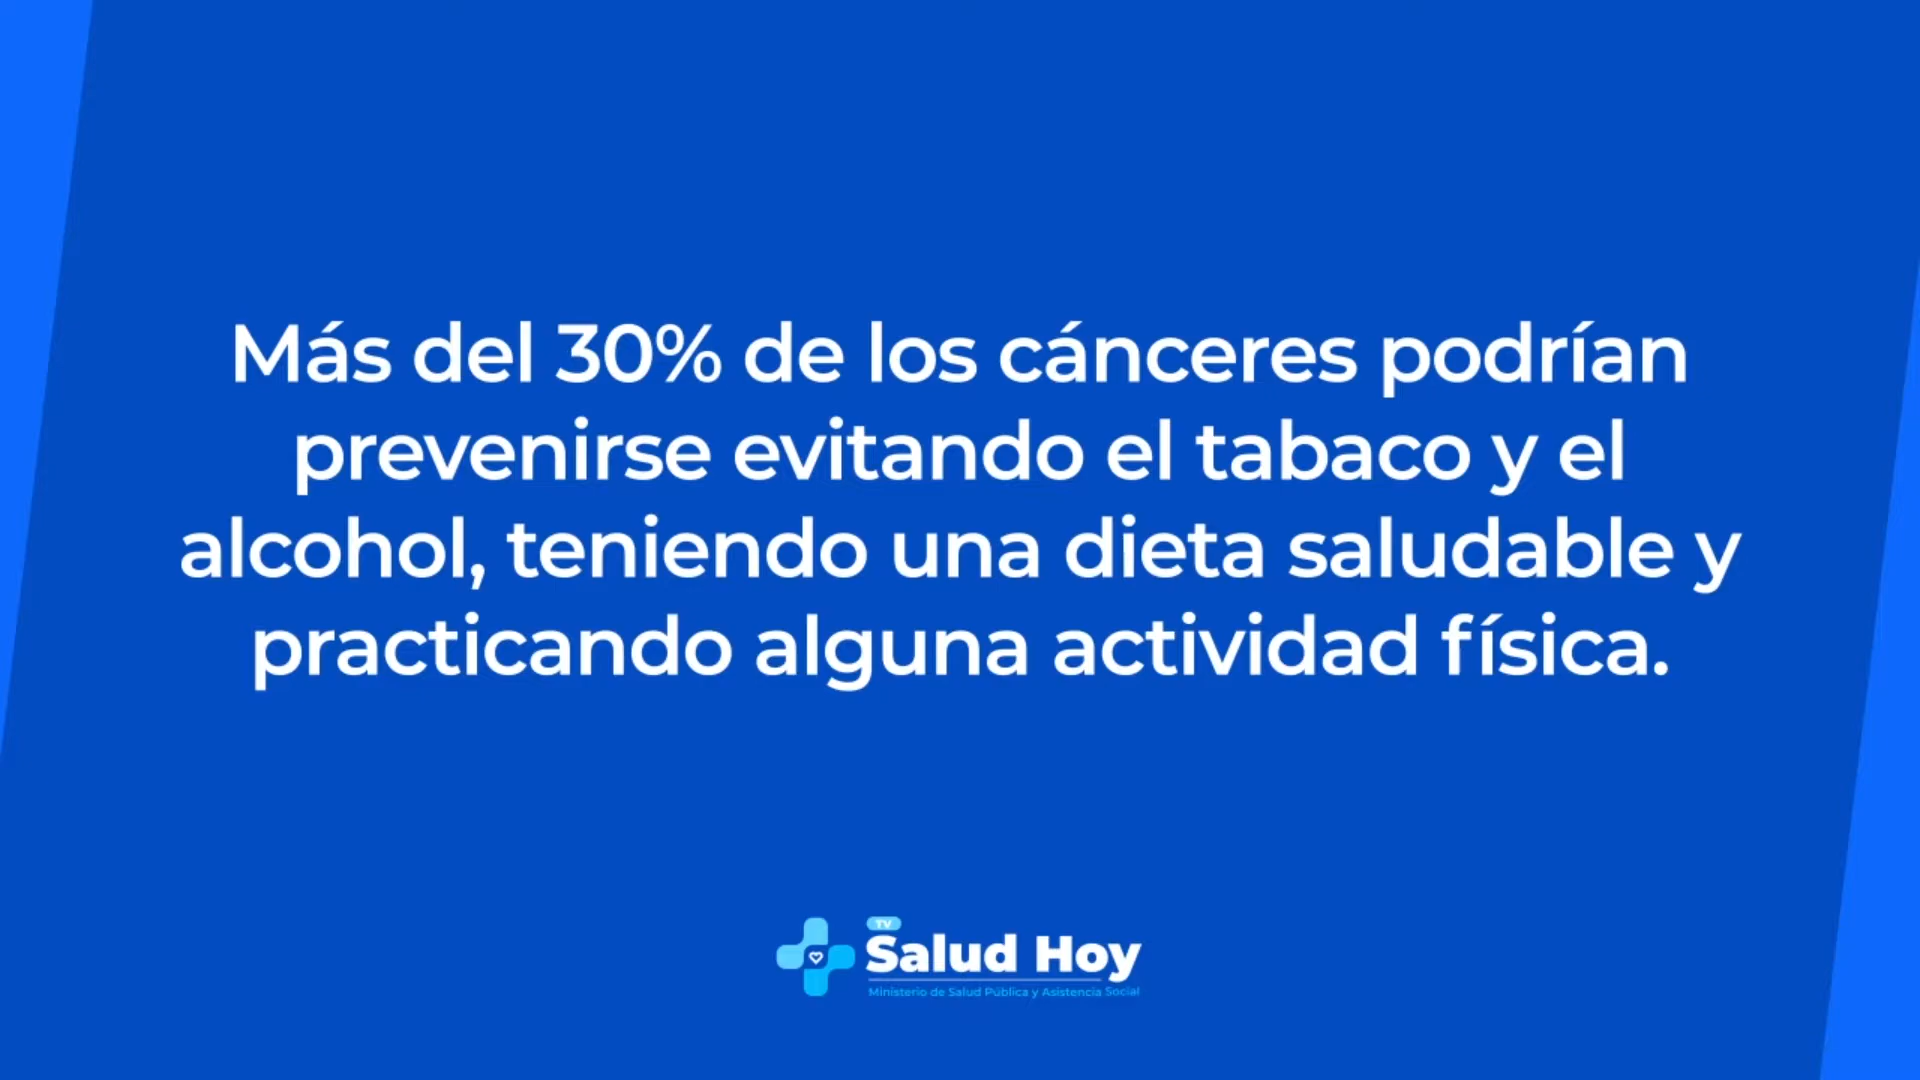 Más del 30% de los cánceres podrían
prevenirse evitando el tabaco y el
alcohol, teniendo una dieta saludable y
practicando alguna actividad física.
TV
Salud Hoy
Ministerio de Salud Pública y Asistencia Social